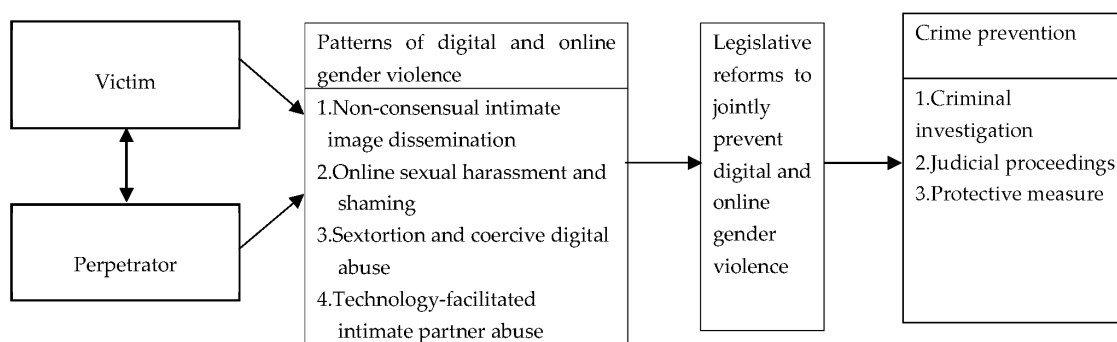 Victim
Perpetrator
Patterns of digital and online
gender violence
1.Non-consensual intimate
image dissemination
2.Online sexual harassment and
shaming
3.Sextortion and coercive digital
abuse
4.Technology-facilitated
intimate partner abuse
Legislative
reforms to
jointly
prevent
digital and
online
gender
violence
Crime prevention
1.Criminal
investigation
2.Judicial proceedings
3.Protective measure